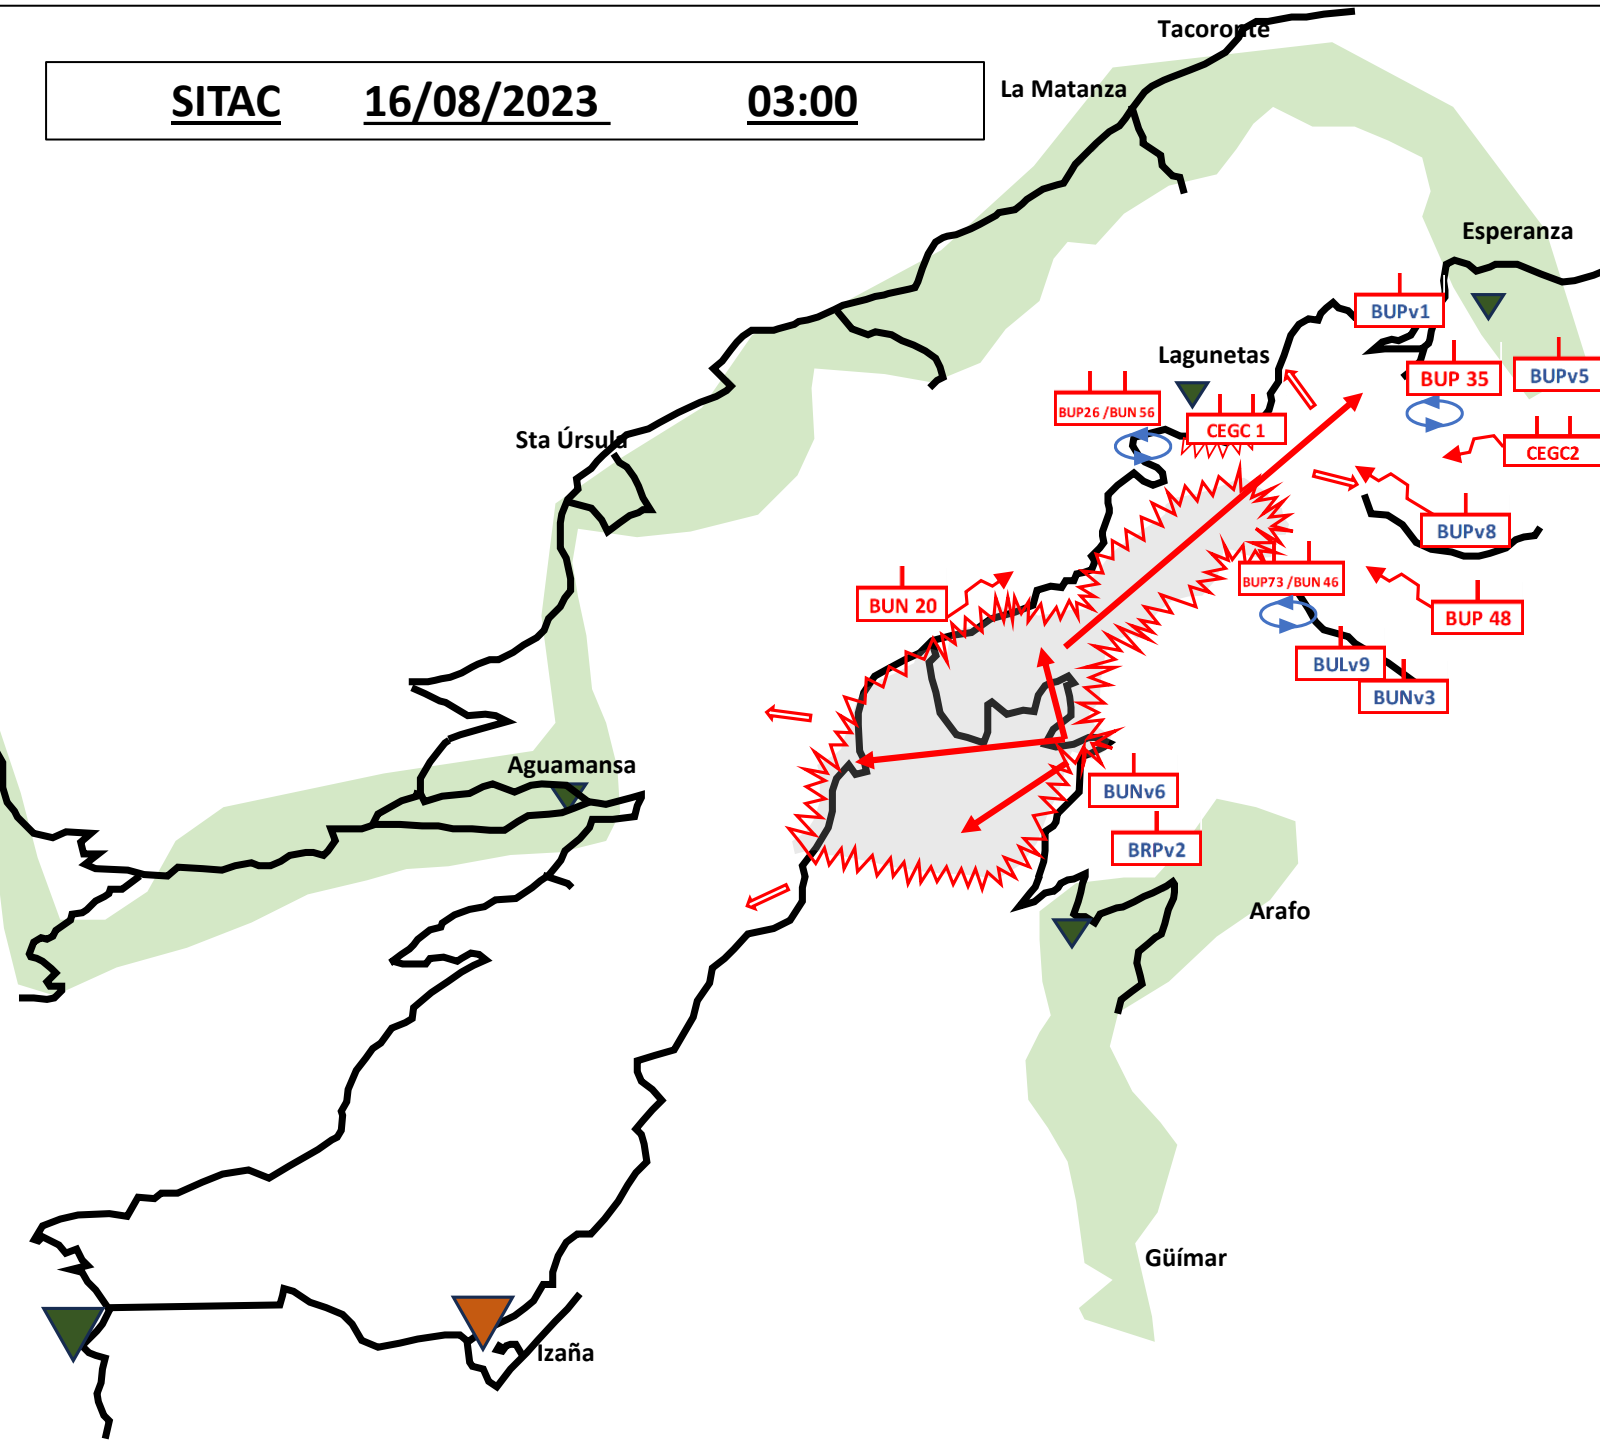 Tacoronte
La Matanza
SITAC 16/08/2023 03:00
Esperanza
BUPv1
Lagunetas
BUP 35
BUPv5
BUP26 /BUN 56
CEGC 1
Sta Úrsula
CEGC2
BUPv8
BUP73 /BUN 46
BUN 20
BUP 48
BULv9
BUNv3
Aguamansa
BUNv6
BRPv2
Arafo
Güímar
Izaña